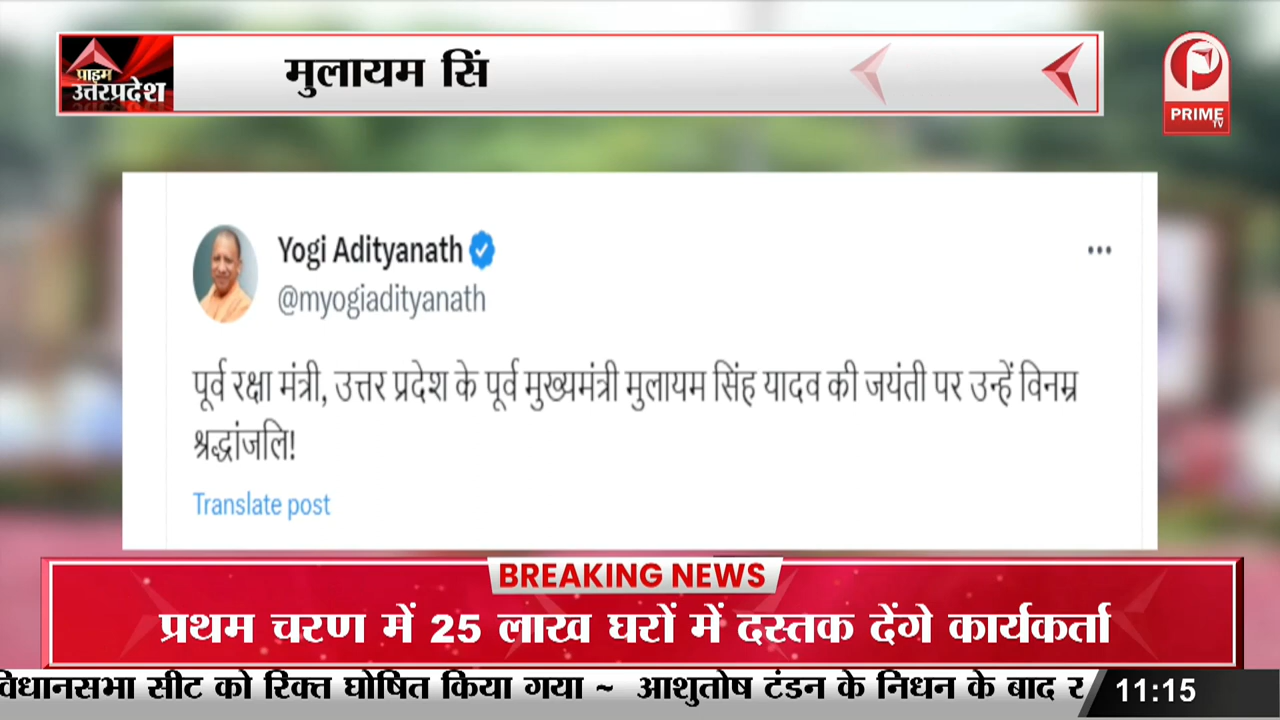 प्राइम
उत्तरप्रदेश
मुलायम सिं
PRIME
TV
Yogi Adityanath
@myogiadityanath
पूर्व रक्षा मंत्री, उत्तर प्रदेश के पूर्व मुख्यमंत्री मुलायम सिंह यादव की जयंती पर उन्हें विनम्र
श्रद्धांजलि!
Translate post
BREAKING NEWS
प्रथम चरण में 25 लाख घरों में दस्तक देंगे कार्यकर्ता
विधानसभा सीट को रिक्त घोषित किया गया ~ आशुतोष टंडन के निधन के बाद र
11:15